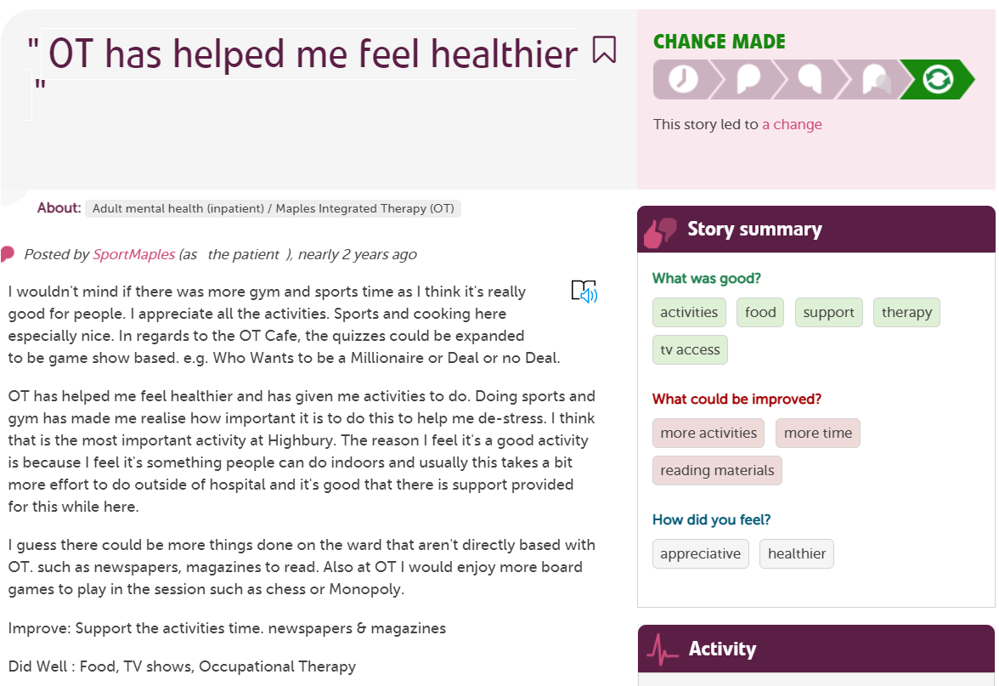 " OT has helped me feel healthier
"
CHANGE MADE
This story led to a change
About: Adult mental health (inpatient) / Maples Integrated Therapy (OT)
Posted by SportMaples (as the patient ), nearly 2 years ago
I wouldn't mind if there was more gym and sports time as I think it's really
good for people. I appreciate all the activities. Sports and cooking here
especially nice. In regards to the OT Cafe, the quizzes could be expanded
to be game show based. e.g. Who Wants to be a Millionaire or Deal or no Deal.
OT has helped me feel healthier and has given me activities to do. Doing sports and
gym has made me realise how important it is to do this to help me de-stress. I think
that is the most important activity at Highbury. The reason I feel it's a good activity
is because I feel it's something people can do indoors and usually this takes a bit
more effort to do outside of hospital and it's good that there is support provided
for this while here.
I guess there could be more things done on the ward that aren't directly based with
OT. such as newspapers, magazines to read. Also at OT I would enjoy more board
games to play in the session such as chess or Monopoly.
Improve: Support the activities time. newspapers & magazines
Did Well : Food, TV shows, Occupational Therapy
Story summary
What was good?
activities food support therapy
tv access
What could be improved?
more activities more time
reading materials
How did you feel?
appreciative healthier
Activity